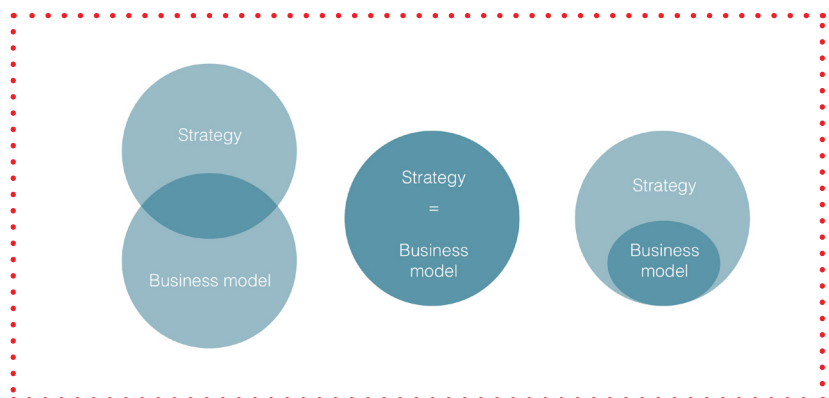 Strategy
Business model
Strategy
=
Business
model
Strategy
Business
model